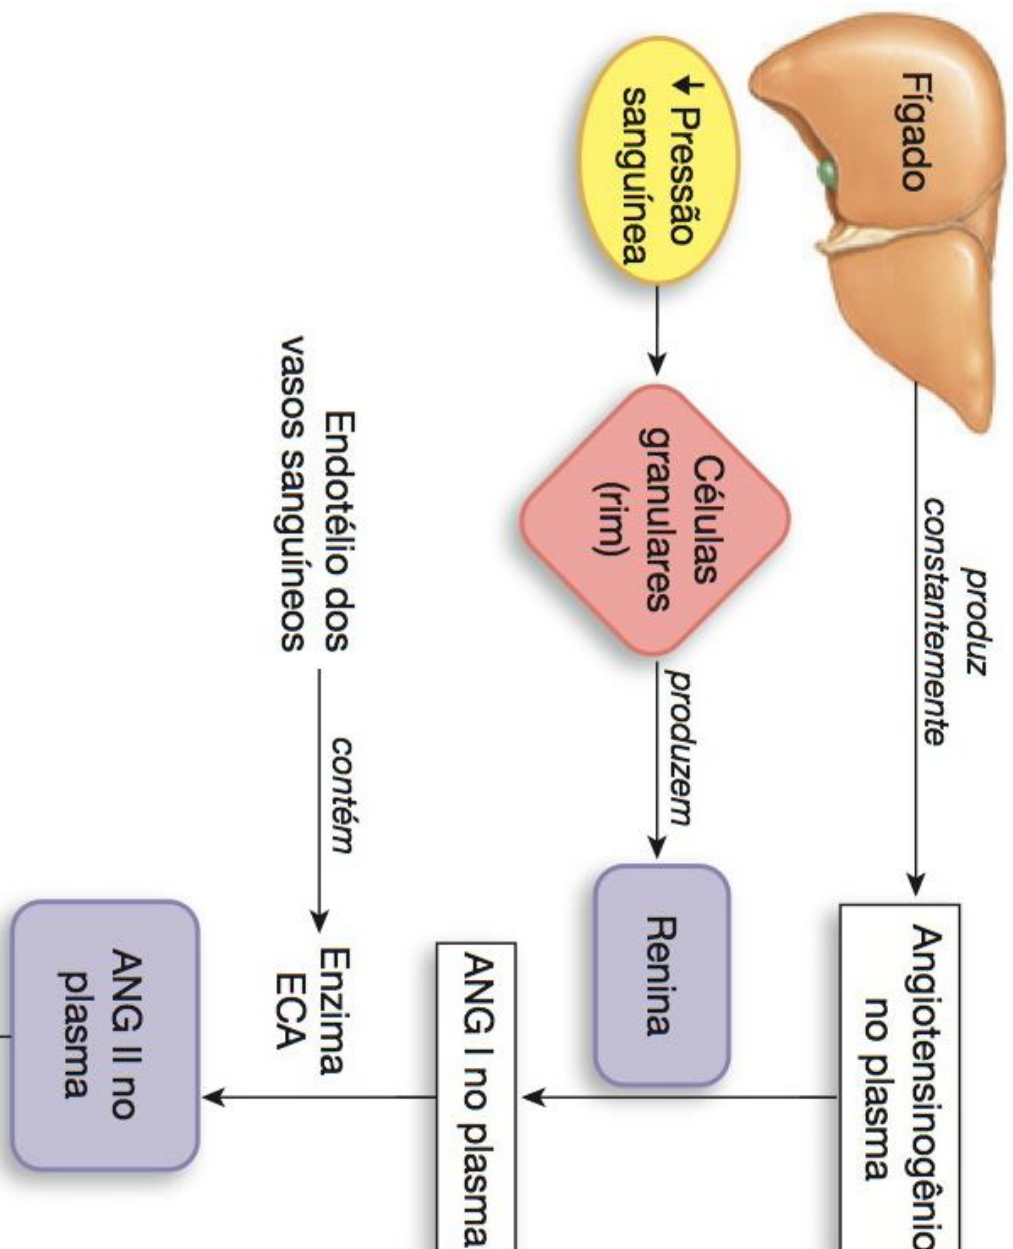 Fígado
produz
constantemente
Angiotensinogênio
no plasma
↓ Pressão
sanguínea
Células
granulares
(rim)
produzem
Renina
ANG I no plasma
Endotélio dos
vasos sanguíneos
contém
Enzima
ECA
ANG II no
plasma